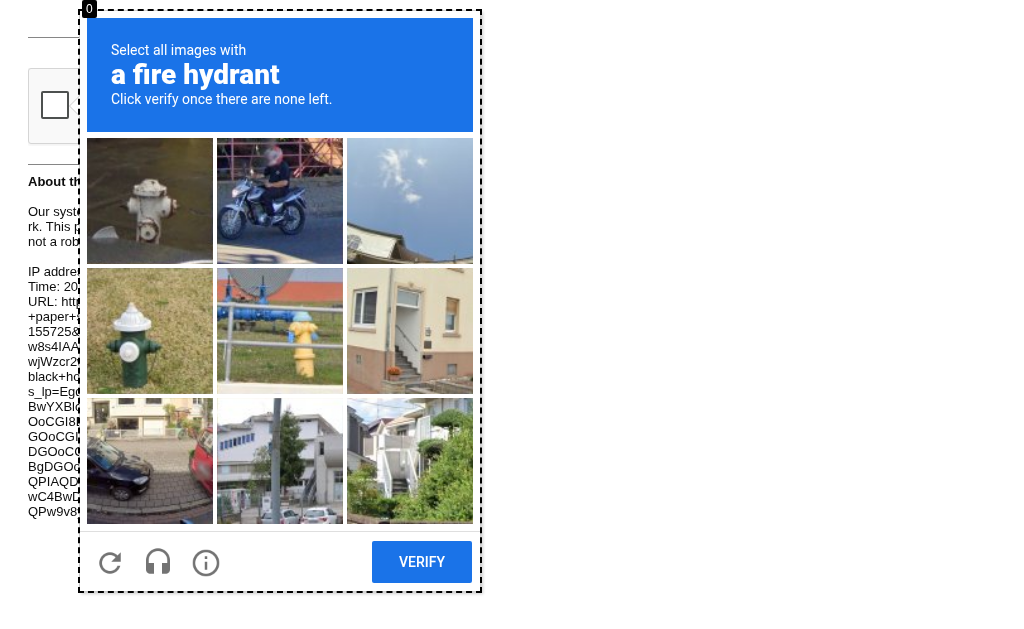 0
Select all images with
a fire hydrant
Click verify once there are none left.
About th
Our syst
rk. This p
not a rob
IP addre
Time: 20
URL: http
+paper+
155725&
w8s4IAA
wjWzcr2
black+ho
s_lp=Egd
BwYXBl
OoCGI8
GOoCGI
DGOoCC
BgDGOo
QPIAQD
wC4BwD
QPw9v8
VERIFY